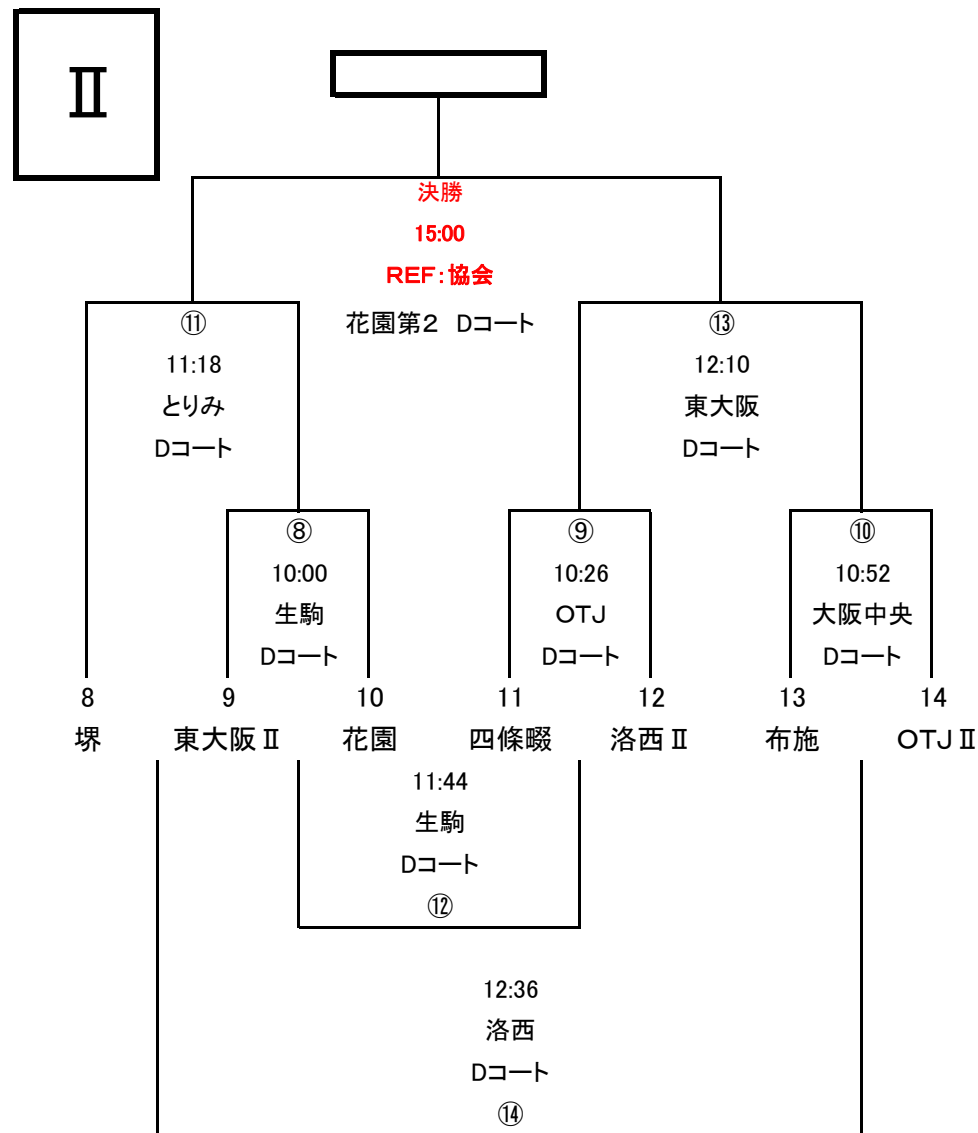 Ⅱ
決勝
15:00
REF:協会
花園第2 Dコート
⑪ ⑬
11:18 12:10
とりみ 東大阪
Dコート Dコート
⑧ ⑨ ⑩
10:00 10:26 10:52
生駒 OTJ 大阪中央
Dコート Dコート Dコート
8 9 10 11 12 13 14
堺 東大阪Ⅱ 花園 四條畷 洛西Ⅱ 布施 OTJⅡ
11:44
生駒
Dコート
⑫
12:36
洛西
Dコート
⑭